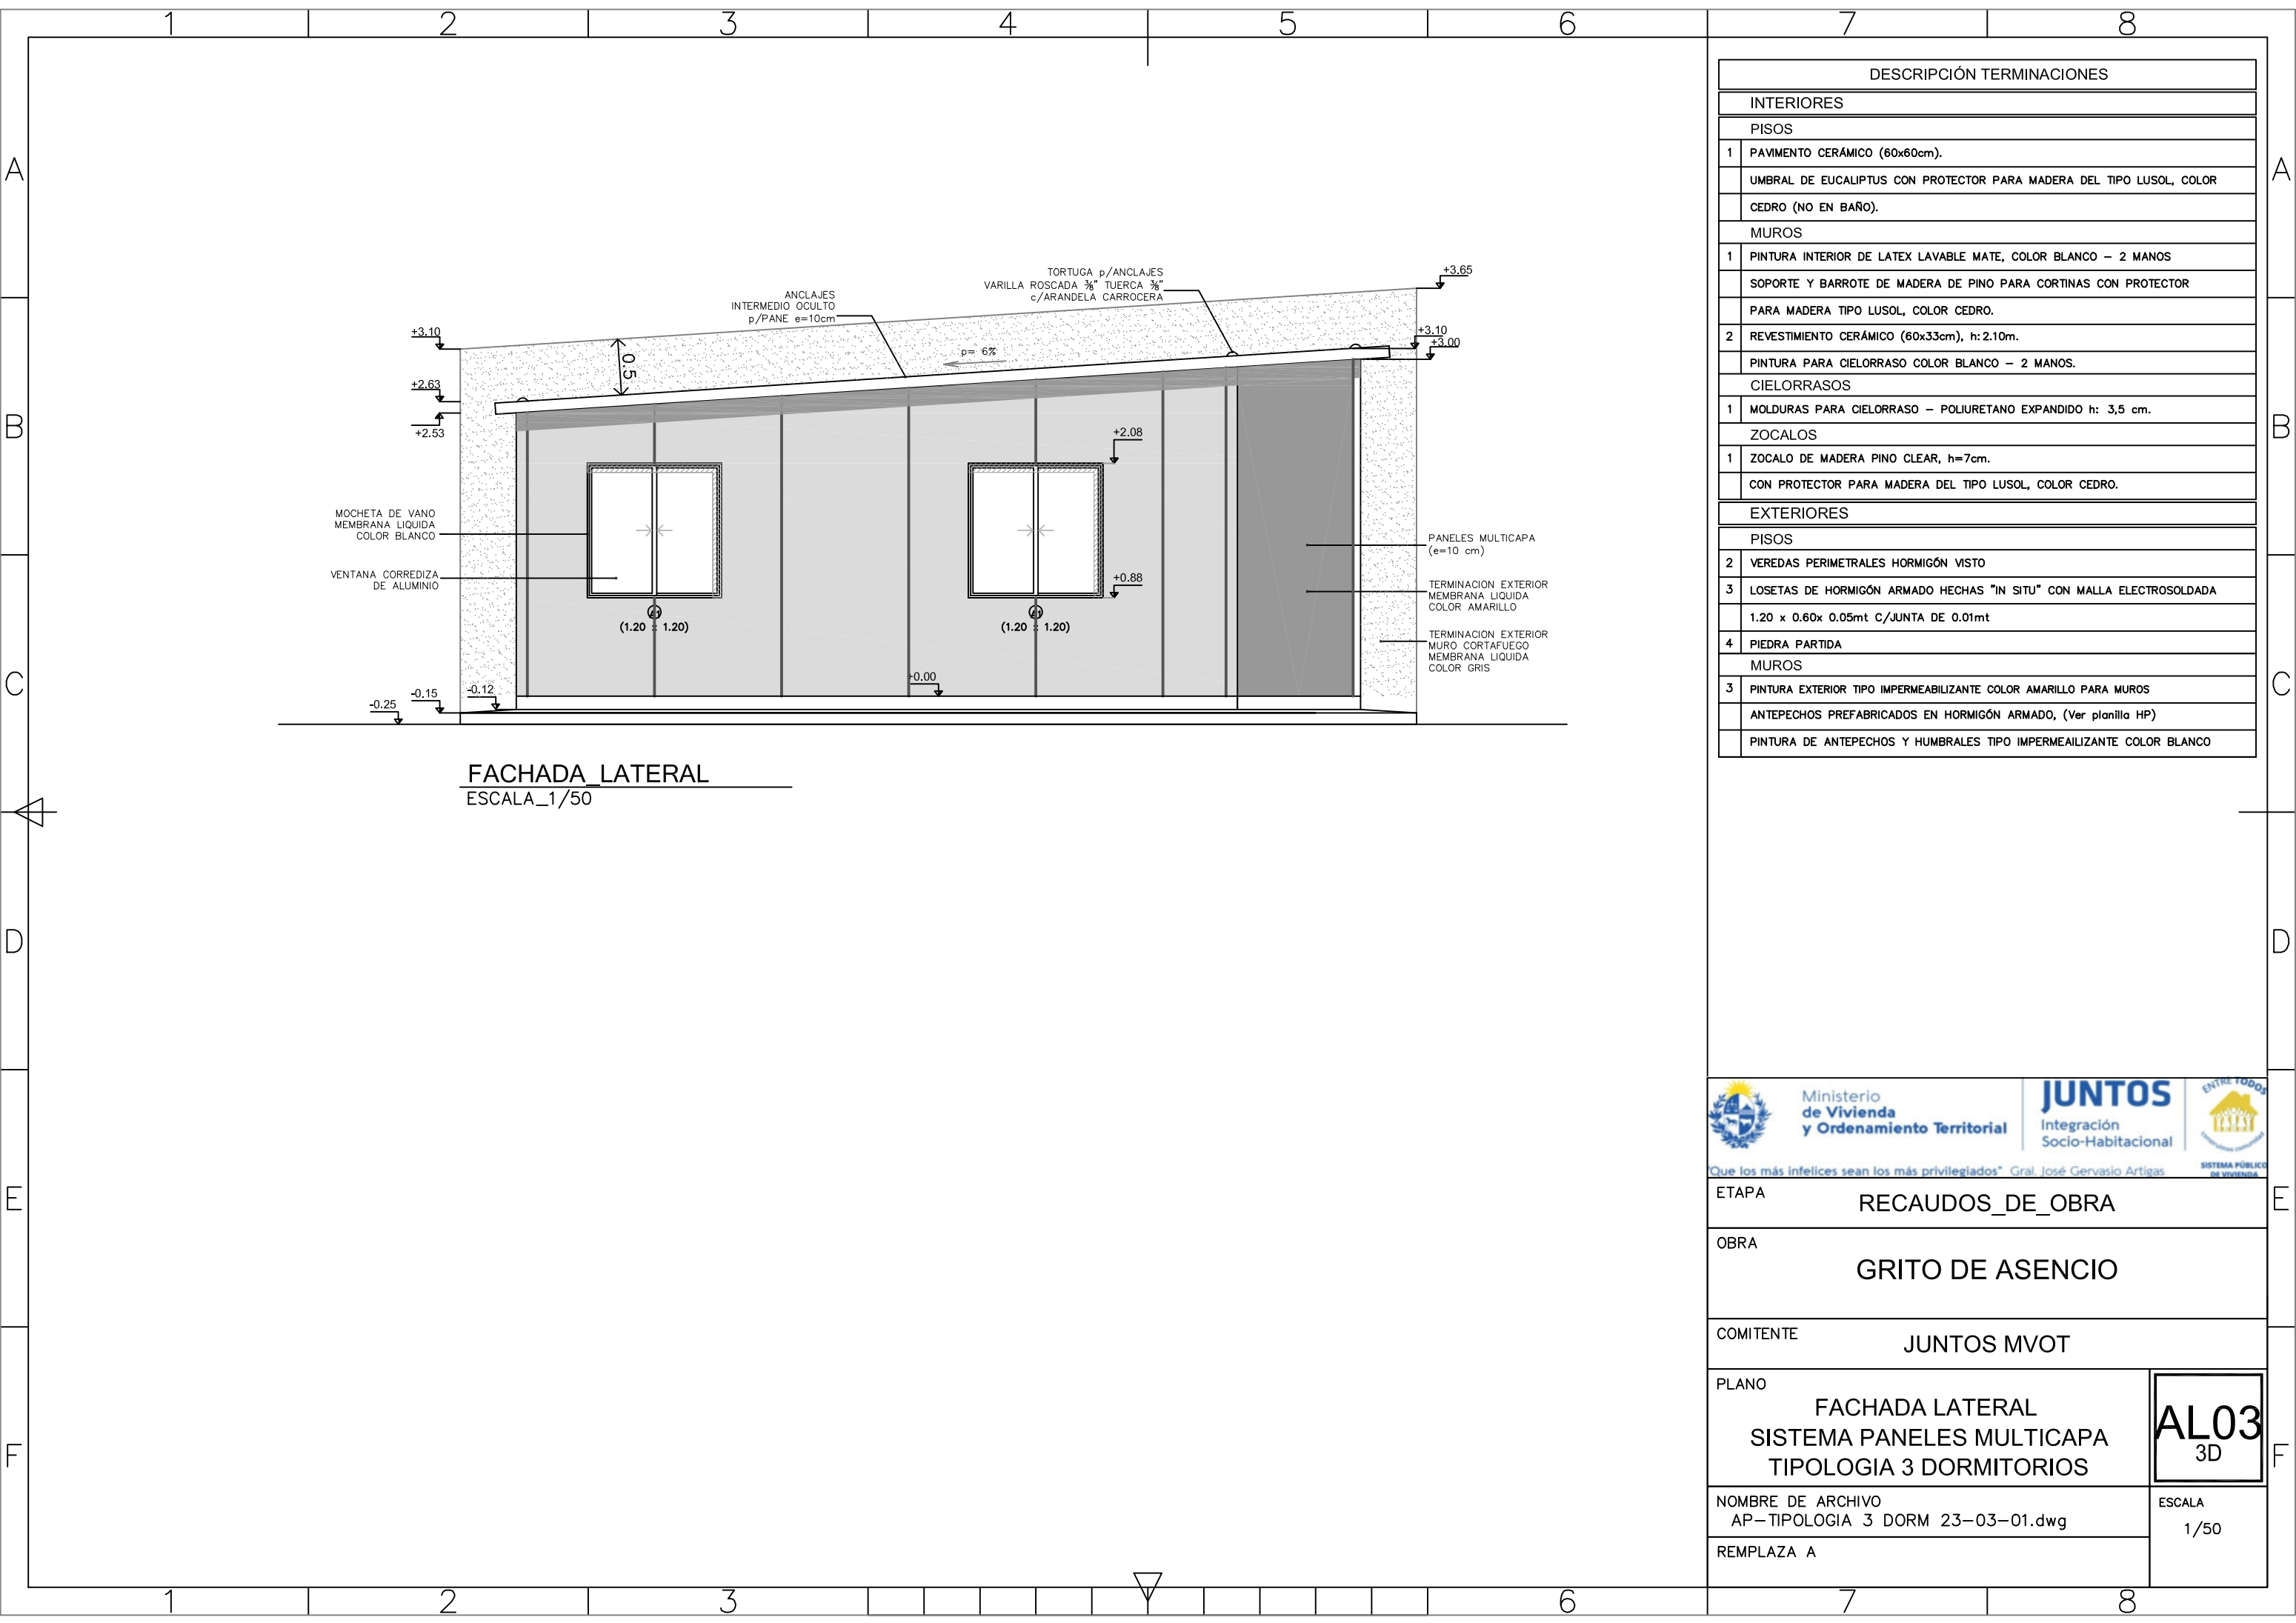 1 2 3 4 5 6 7 8
A
B
C
D
E
F
A
B
C
D
E
F
TORTUGA p/ANCLAJES
VARILLA ROSCADA ⅜" TUERCA ⅜"
c/ARANDELA CARROCERA
ANCLAJES
INTERMEDIO OCULTO
p/PANE e=10cm
+3.65
+3.10
+3.10
+3.00
p= 6%
0.5
+2.63
+2.53
+2.08
MOCHETA DE VANO
MEMBRANA LIQUIDA
COLOR BLANCO
VENTANA CORREDIZA
DE ALUMINIO
PANELES MULTICAPA
(e=10 cm)
+0.88
TERMINACION EXTERIOR
MEMBRANA LIQUIDA
COLOR AMARILLO
(1.20 x 1.20)
(1.20 x 1.20)
TERMINACION EXTERIOR
MURO CORTAFUEGO
MEMBRANA LIQUIDA
COLOR GRIS
+0.00
-0.12
-0.15
-0.25
FACHADA_LATERAL
ESCALA_1/50
DESCRIPCIÓN TERMINACIONES
INTERIORES
PISOS
1 PAVIMENTO CERÁMICO (60x60cm).
UMBRAL DE EUCALIPTUS CON PROTECTOR PARA MADERA DEL TIPO LUSOL, COLOR
CEDRO (NO EN BAÑO).
MUROS
1 PINTURA INTERIOR DE LATEX LAVABLE MATE, COLOR BLANCO – 2 MANOS
SOPORTE Y BARROTE DE MADERA DE PINO PARA CORTINAS CON PROTECTOR
PARA MADERA TIPO LUSOL, COLOR CEDRO.
2 REVESTIMIENTO CERÁMICO (60x33cm), h:2.10m.
PINTURA PARA CIELORRASO COLOR BLANCO – 2 MANOS.
CIELORRASOS
1 MOLDURAS PARA CIELORRASO – POLIURETANO EXPANDIDO h: 3,5 cm.
ZOCALOS
1 ZOCALO DE MADERA PINO CLEAR, h=7cm.
CON PROTECTOR PARA MADERA DEL TIPO LUSOL, COLOR CEDRO.
EXTERIORES
PISOS
2 VEREDAS PERIMETRALES HORMIGÓN VISTO
3 LOSETAS DE HORMIGÓN ARMADO HECHAS "IN SITU" CON MALLA ELECTROSOLDADA
1.20 x 0.60x 0.05mt C/JUNTA DE 0.01mt
4 PIEDRA PARTIDA
MUROS
3 PINTURA EXTERIOR TIPO IMPERMEABILIZANTE COLOR AMARILLO PARA MUROS
ANTEPECHOS PREFABRICADOS EN HORMIGÓN ARMADO, (Ver planilla HP)
PINTURA DE ANTEPECHOS Y HUMBRALES TIPO IMPERMEAILIZANTE COLOR BLANCO
Ministerio
de Vivienda
y Ordenamiento Territorial
JUNTOS
Integración
Socio-Habitacional
ENTRE TODOS
SISTEMA PÚBLICO
DE VIVIENDA
"Que los más infelices sean los más privilegiados" Gral. José Gervasio Artigas
ETAPA
RECAUDOS_DE_OBRA
OBRA
GRITO DE ASENCIO
COMITENTE
JUNTOS MVOT
PLANO
FACHADA LATERAL
SISTEMA PANELES MULTICAPA
TIPOLOGIA 3 DORMITORIOS
AL03
3D
NOMBRE DE ARCHIVO
AP–TIPOLOGIA 3 DORM 23–03–01.dwg
ESCALA
1/50
REMPLAZA A
1 2 3 6 7 8